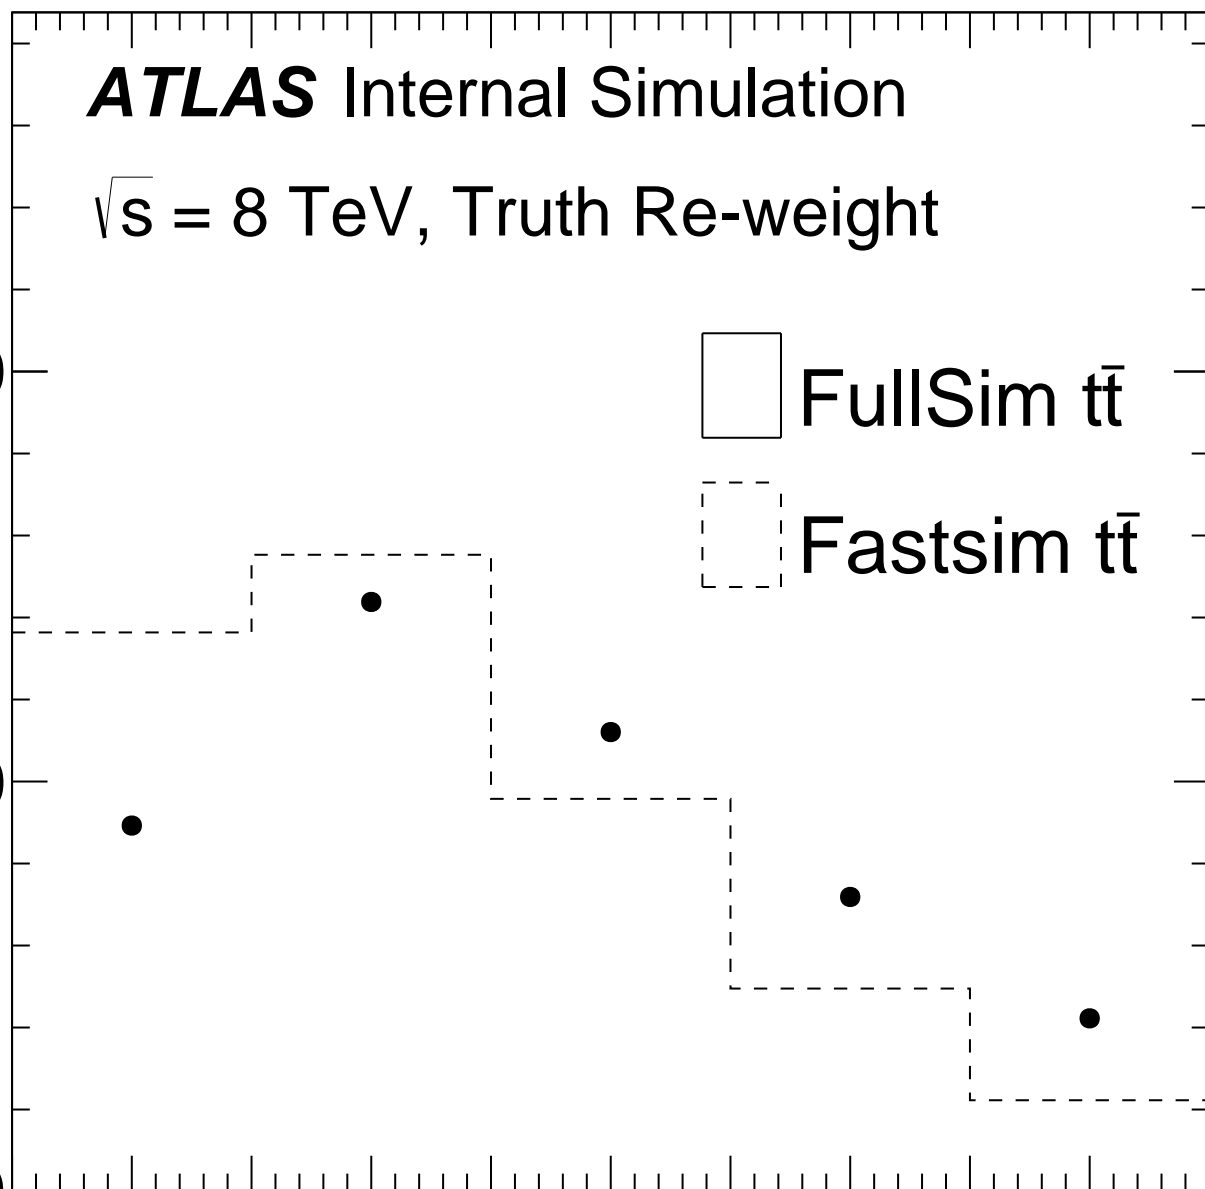 ATLAS Internal Simulation
√s = 8 TeV, Truth Re-weight
FullSim tt̄
Fastsim tt̄